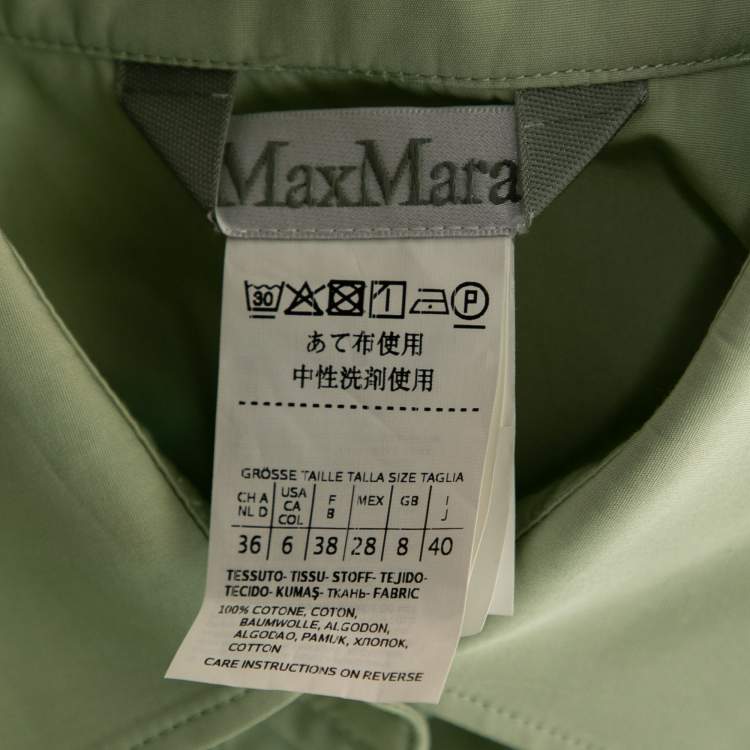 MaxMara
30 P
あて布使用
中性洗剤使用
GRÖSSE TAILLE TALLA SIZE TAGLIA
CH A NL D USA CA COL F B MEX GB I J
36 6 38 28 8 40
TESSUTO- TISSU- STOFF- TEJIDO-
TECIDO- KUMAŞ- ТКАНЬ- FABRIC
100% COTONE, COTON,
BAUMWOLLE, ALGODON,
ALGODAO, PAMUK, ХЛОПОК,
COTTON
CARE INSTRUCTIONS ON REVERSE